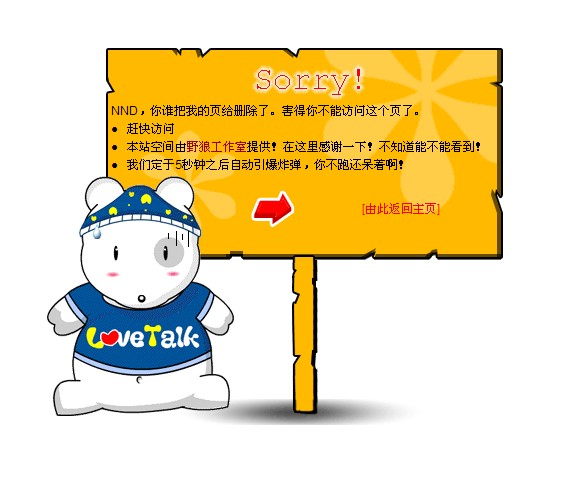 Sorry!
NND，你谁把我的页给删除了。害得你不能访问这个页了。
● 赶快访问
● 本站空间由野狼工作室提供！在这里感谢一下！不知道能不能看到！
● 我们定于5秒钟之后自动引爆炸弹，你不跑还呆着啊！
[由此返回主页]
LoveTalk